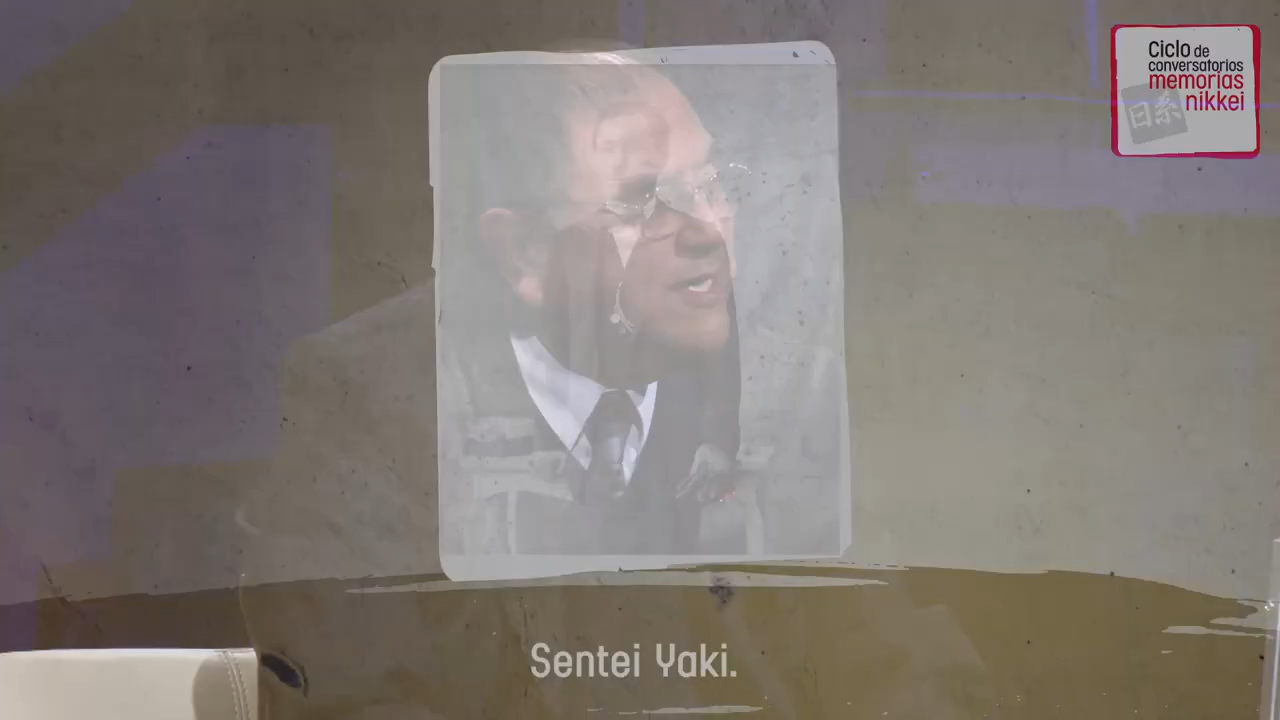 Ciclo de
conversatorios
memorias
nikkei
日系
Sentei Yaki.